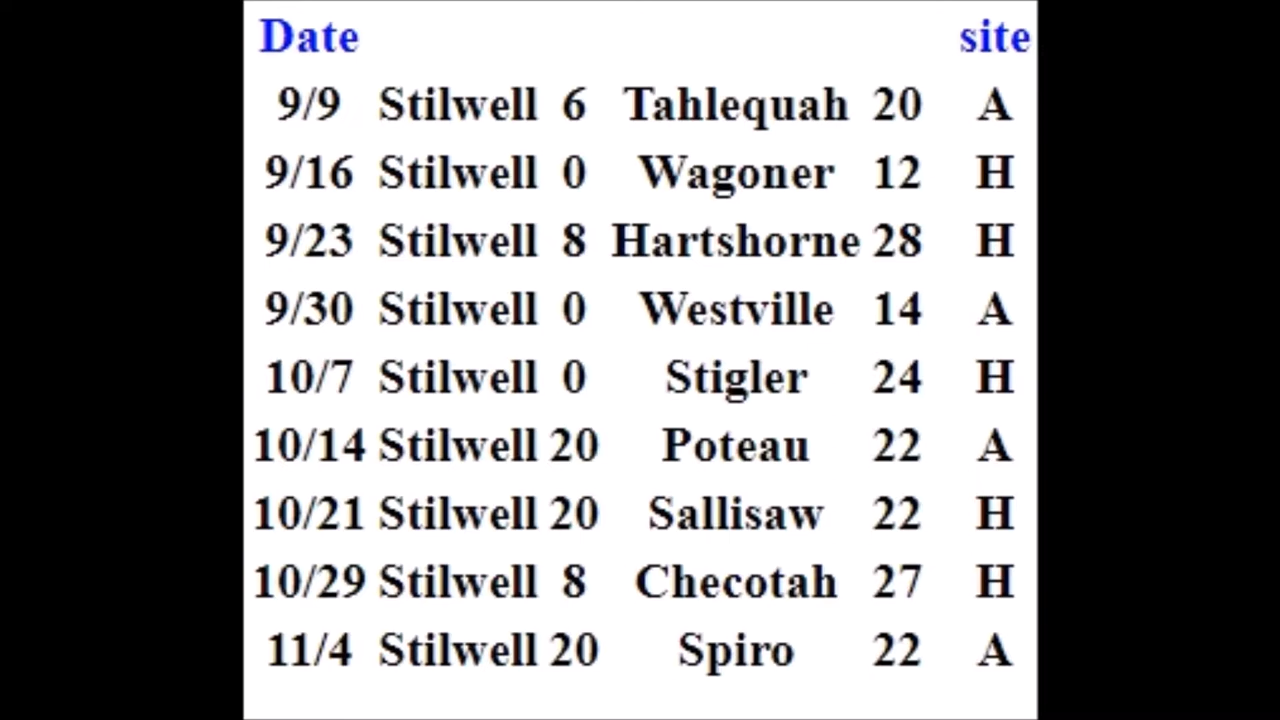 Date site
9/9 Stilwell 6 Tahlequah 20 A
9/16 Stilwell 0 Wagoner 12 H
9/23 Stilwell 8 Hartshorne 28 H
9/30 Stilwell 0 Westville 14 A
10/7 Stilwell 0 Stigler 24 H
10/14 Stilwell 20 Poteau 22 A
10/21 Stilwell 20 Sallisaw 22 H
10/29 Stilwell 8 Checotah 27 H
11/4 Stilwell 20 Spiro 22 A